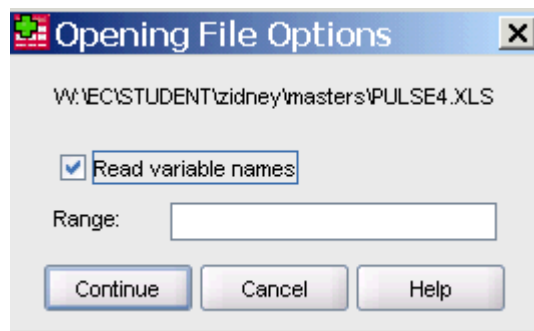 Opening File Options
W:\EC\STUDENT\zidney\masters\PULSE4.XLS
Read variable names
Range:
Continue Cancel Help